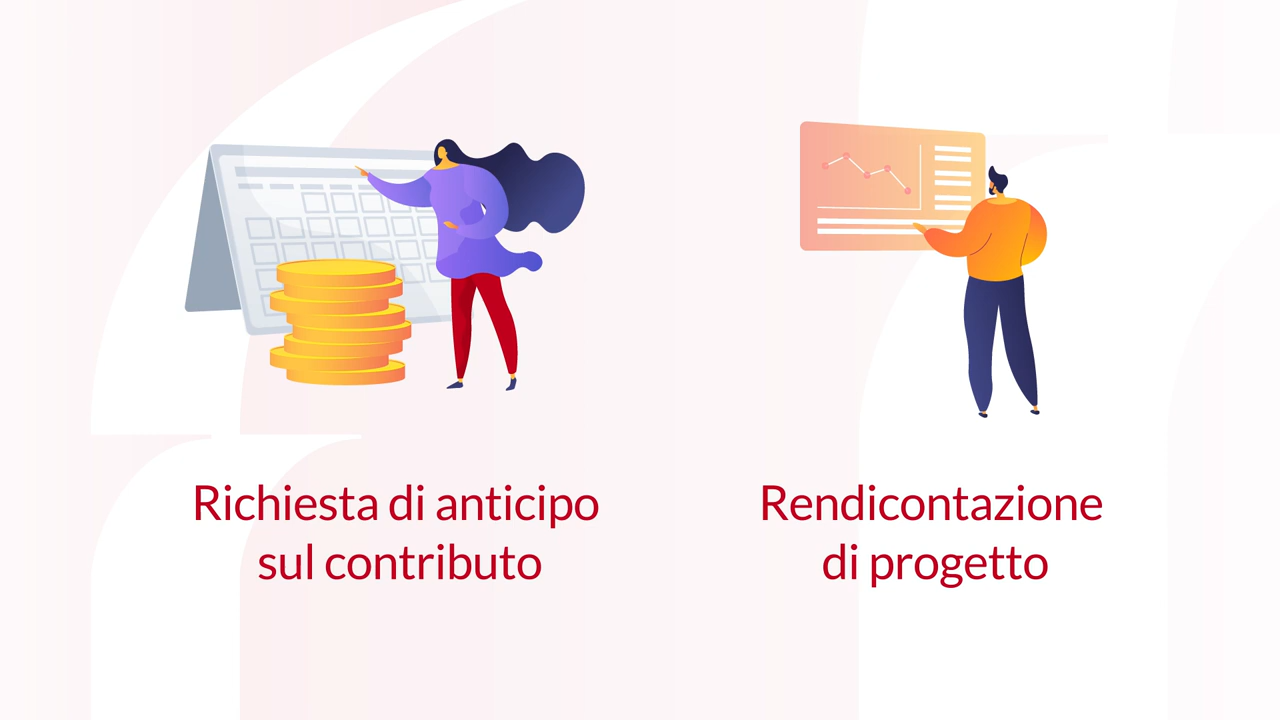 Richiesta di anticipo
sul contributo
Rendicontazione
di progetto